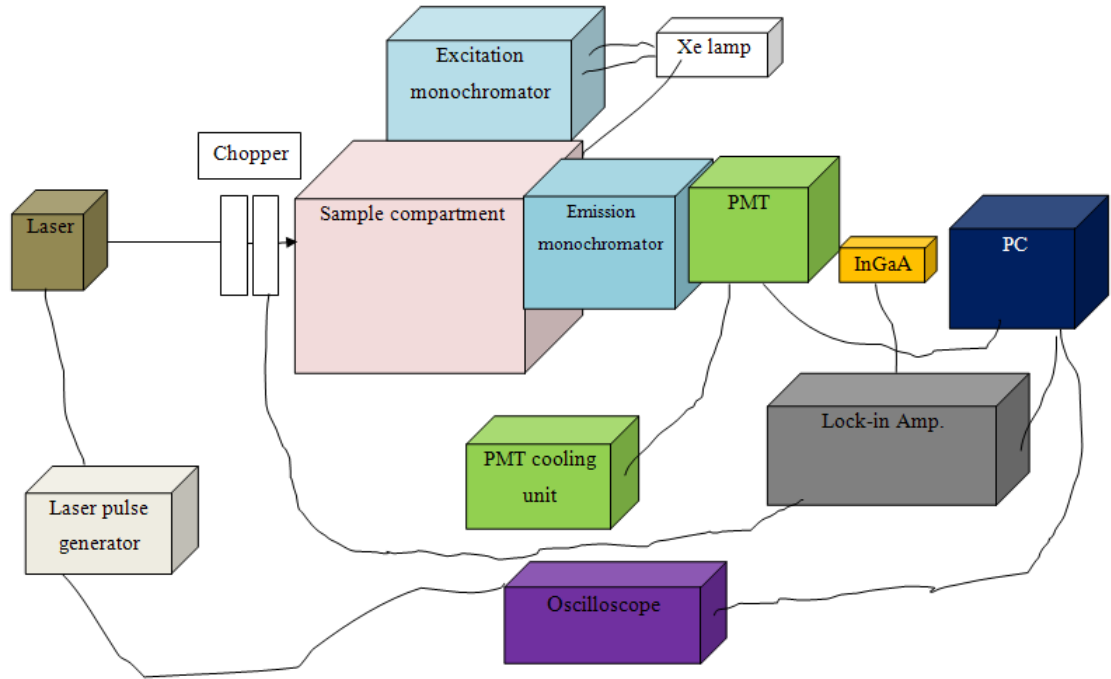 Excitation
monochromator
Xe lamp
Chopper
Laser
Sample compartment
Emission
monochromator
PMT
InGaA
PC
Lock-in Amp.
PMT cooling
unit
Laser pulse
generator
Oscilloscope